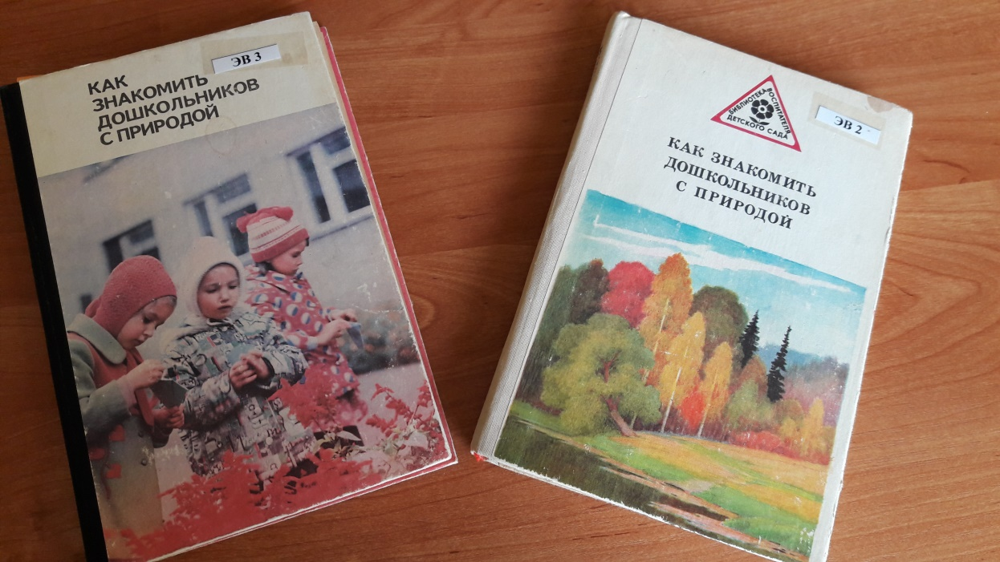 ЭВ 3
КАК
ЗНАКОМИТЬ
ДОШКОЛЬНИКОВ
С ПРИРОДОЙ
БИБЛИОТЕКА
ВОСПИТАТЕЛЯ
ДЕТСКОГО САДА
ЭВ 2
КАК ЗНАКОМИТЬ
ДОШКОЛЬНИКОВ
С ПРИРОДОЙ